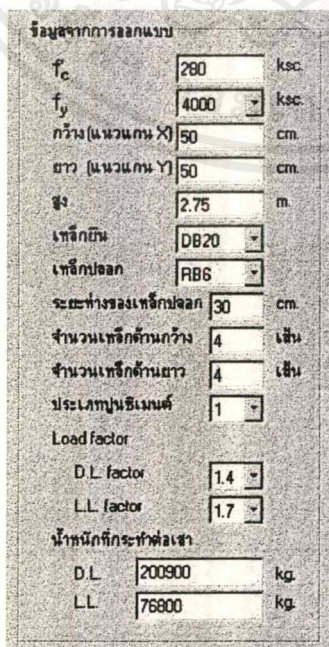 ข้อมูลจากการออกแบบ
f'c 280 ksc.
fy 4000 ksc.
กว้าง (แนวแกน X) 50 cm.
ยาว (แนวแกน Y) 50 cm.
สูง 2.75 m.
เหล็กยืน DB20
เหล็กปลอก RB6
ระยะห่างของเหล็กปลอก 30 cm.
จำนวนเหล็กด้านกว้าง 4 เส้น
จำนวนเหล็กด้านยาว 4 เส้น
ประเภทปูนซิเมนต์ 1
Load factor
D.L. factor 1.4
L.L. factor 1.7
น้ำหนักที่กระทำต่อเสา
D.L. 200900 kg.
L.L. 76800 kg.